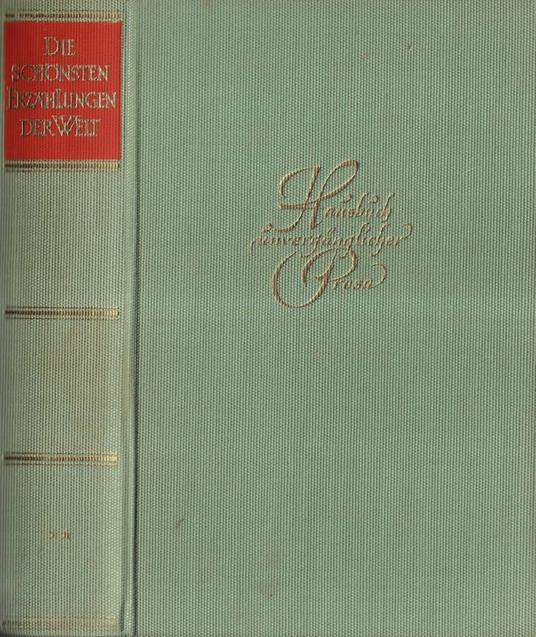 DIE
SCHÖNSTEN
ERZÄHLUNGEN
DER WELT
Hausbuch
unvergänglicher
Prosa